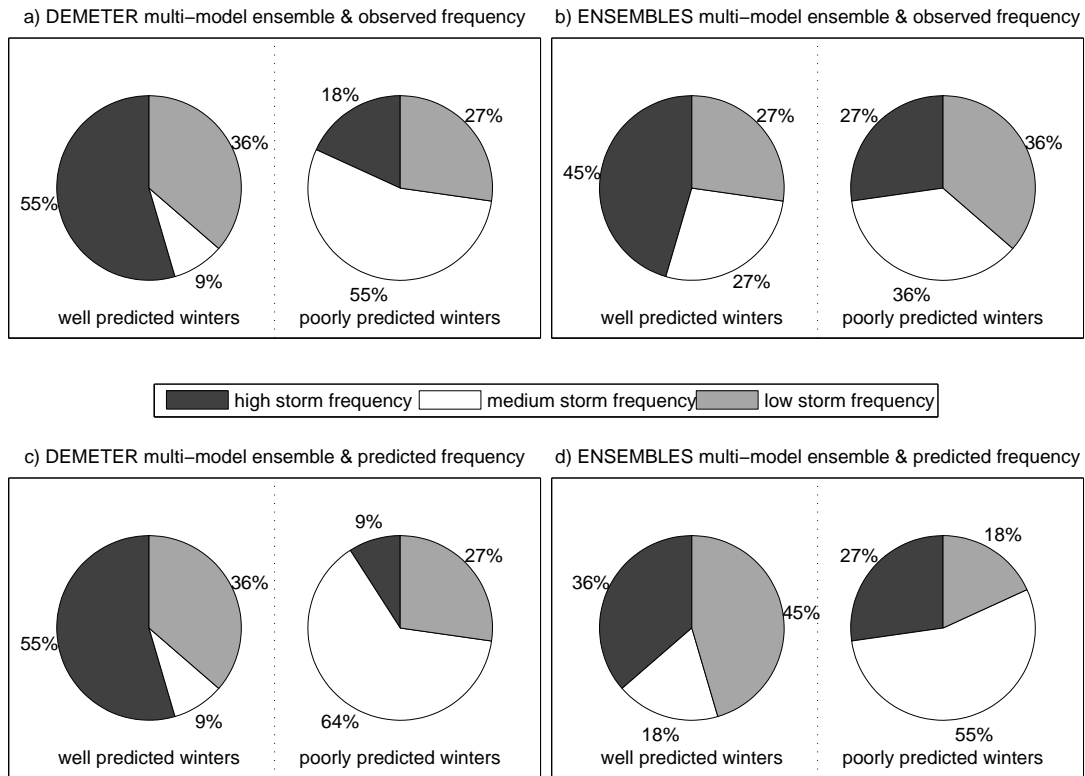 a) DEMETER multi−model ensemble & observed frequency
b) ENSEMBLES multi−model ensemble & observed frequency
55%
36%
9%
18%
27%
55%
well predicted winters
poorly predicted winters
45%
27%
27%
27%
36%
36%
well predicted winters
poorly predicted winters
high storm frequency
medium storm frequency
low storm frequency
c) DEMETER multi−model ensemble & predicted frequency
d) ENSEMBLES multi−model ensemble & predicted frequency
55%
36%
9%
9%
27%
64%
well predicted winters
poorly predicted winters
36%
45%
18%
27%
18%
55%
well predicted winters
poorly predicted winters